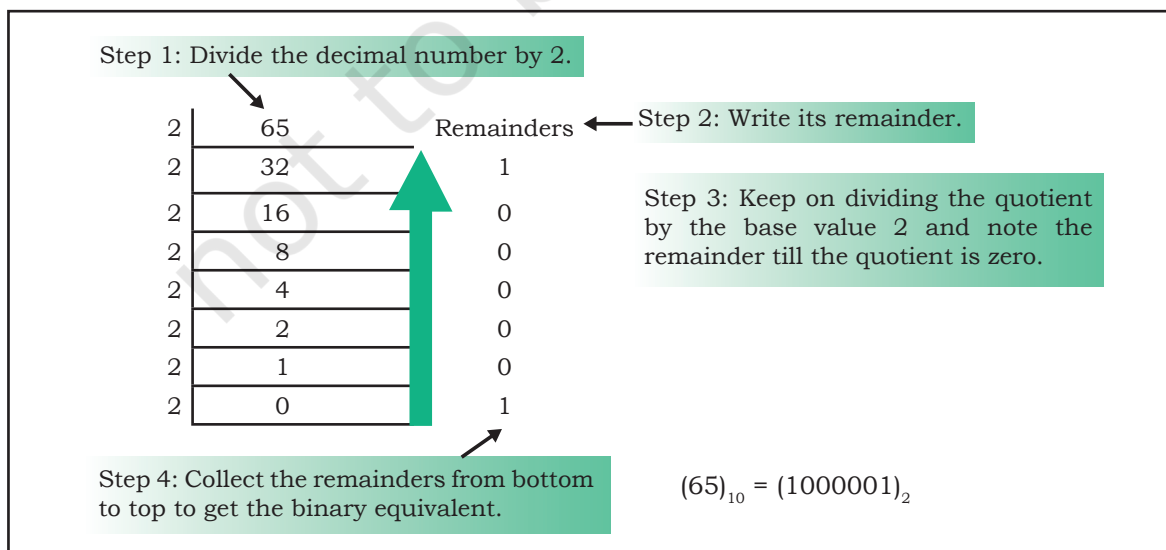 not to b
Step 1: Divide the decimal number by 2.
2 65 Remainders
Step 2: Write its remainder.
2 32 1
2 16 0
2 8 0
2 4 0
2 2 0
2 1 0
2 0 1
Step 3: Keep on dividing the quotient
by the base value 2 and note the
remainder till the quotient is zero.
Step 4: Collect the remainders from bottom
to top to get the binary equivalent.
(65)₁₀ = (1000001)₂